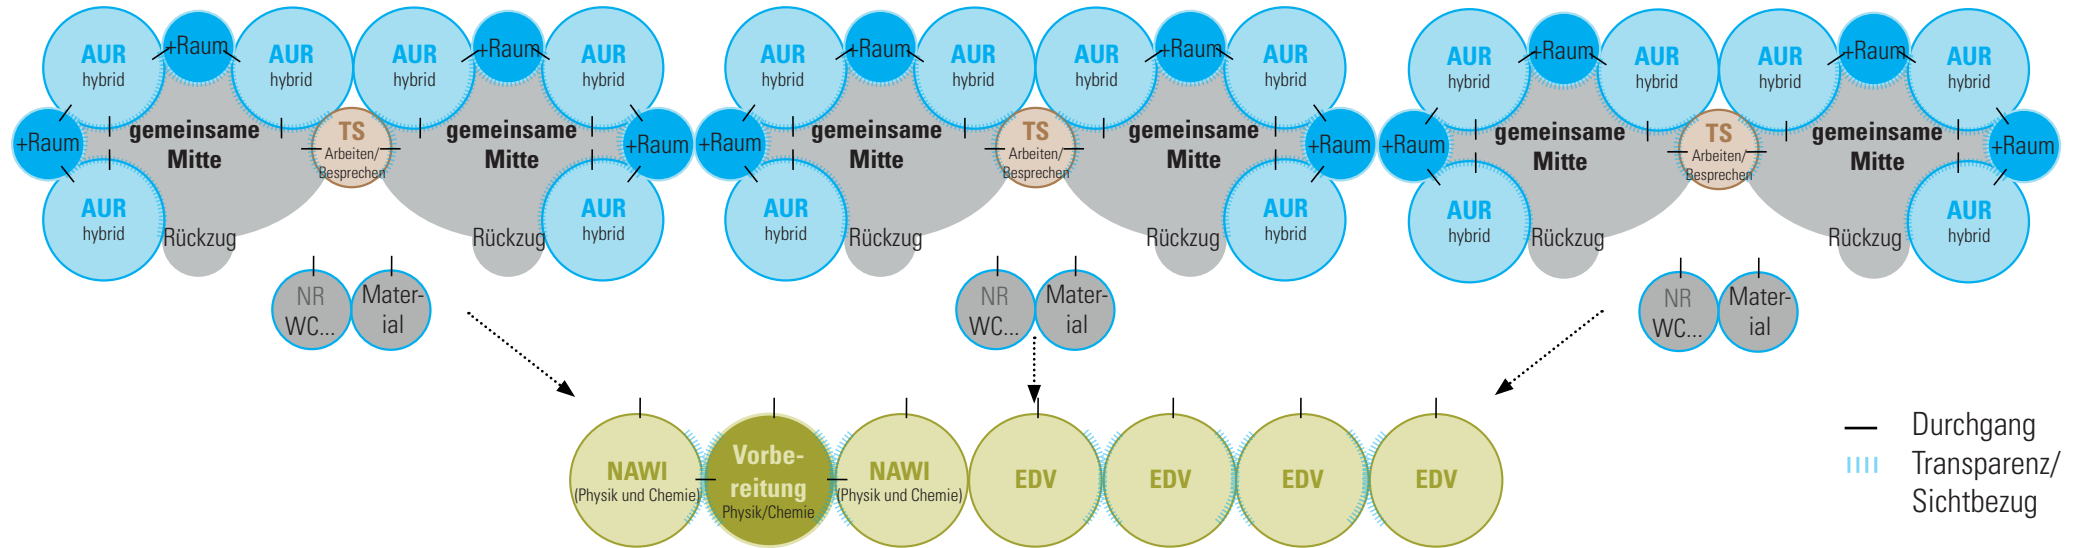 AUR
hybrid
+Raum
AUR
hybrid
AUR
hybrid
+Raum
AUR
hybrid
+Raum
gemeinsame
Mitte
TS
Arbeiten/
Besprechen
gemeinsame
Mitte
+Raum
AUR
hybrid
Rückzug
Rückzug
AUR
hybrid
NR
WC...
Mater-
ial
AUR
hybrid
+Raum
AUR
hybrid
AUR
hybrid
+Raum
AUR
hybrid
+Raum
gemeinsame
Mitte
TS
Arbeiten/
Besprechen
gemeinsame
Mitte
+Raum
AUR
hybrid
Rückzug
Rückzug
AUR
hybrid
NR
WC...
Mater-
ial
AUR
hybrid
+Raum
AUR
hybrid
AUR
hybrid
+Raum
AUR
hybrid
+Raum
gemeinsame
Mitte
TS
Arbeiten/
Besprechen
gemeinsame
Mitte
+Raum
AUR
hybrid
Rückzug
Rückzug
AUR
hybrid
NR
WC...
Mater-
ial
NAWI
(Physik und Chemie)
Vorbe-
reitung
Physik/Chemie
NAWI
(Physik und Chemie)
EDV
EDV
EDV
EDV
Durchgang
Transparenz/
Sichtbezug